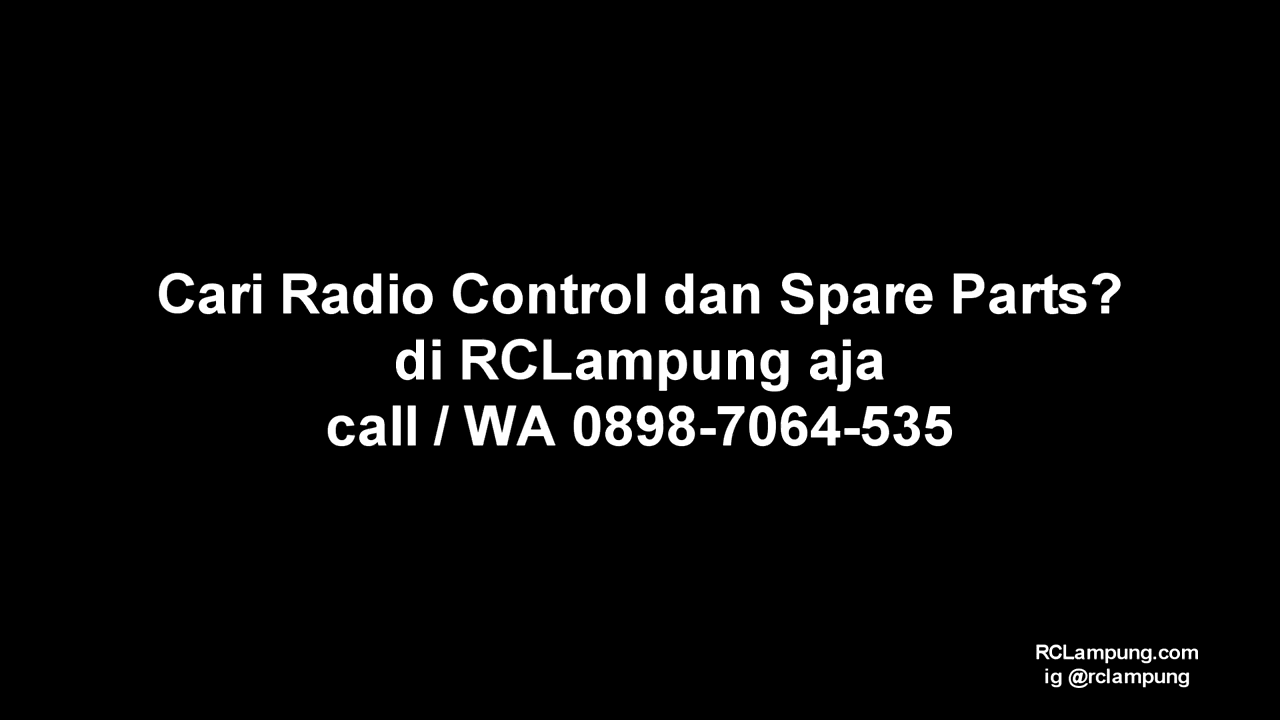 Cari Radio Control dan Spare Parts?
di RCLampung aja
call / WA 0898-7064-535
RCLampung.com
ig @rclampung